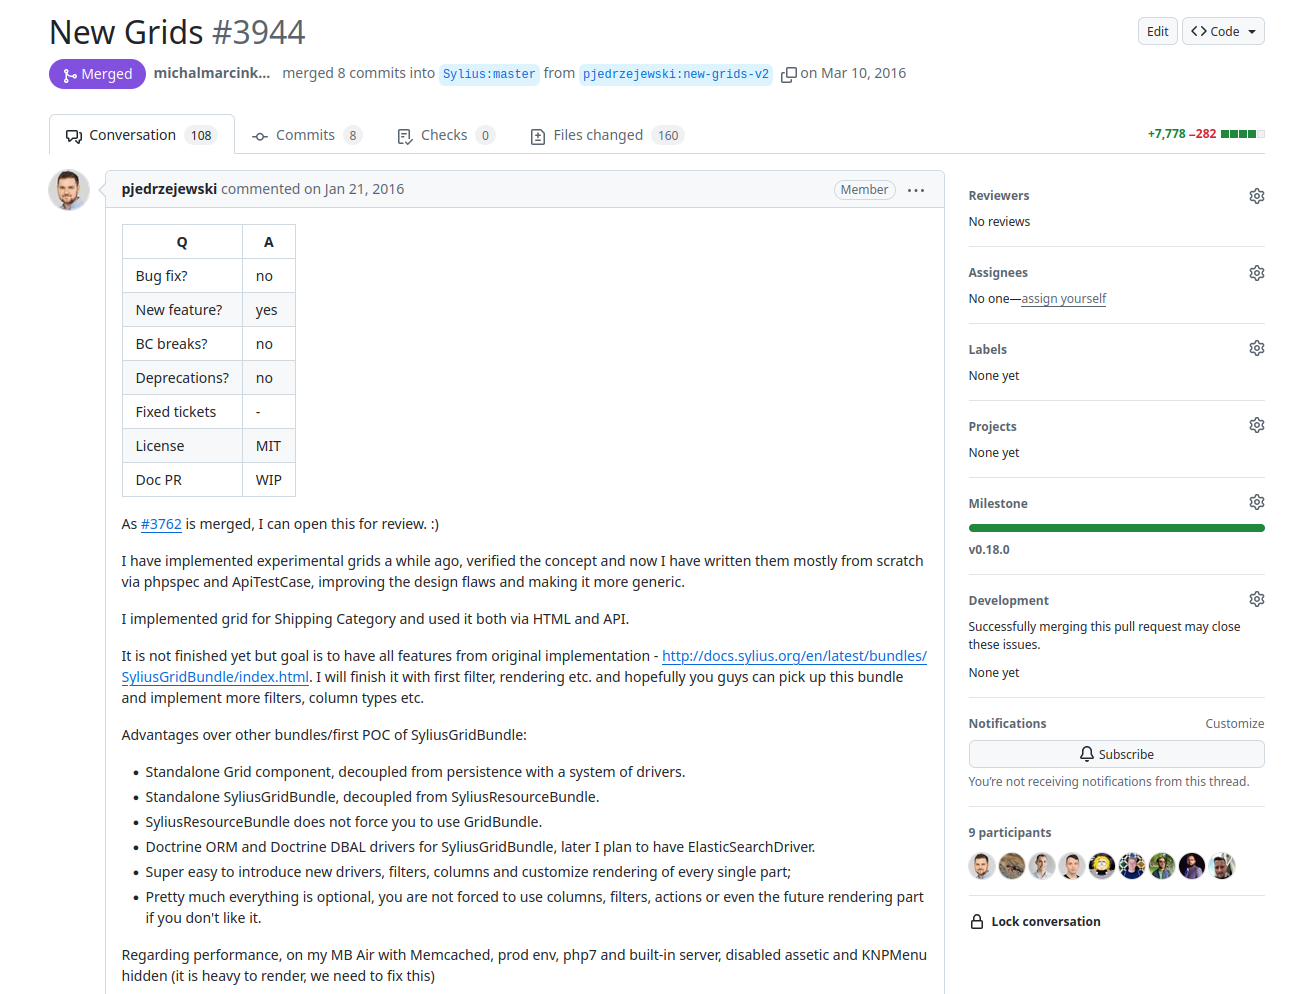 New Grids #3944
Edit
Code
Merged
michalmarcink... merged 8 commits into Sylius:master from pjedrzejewski:new-grids-v2 on Mar 10, 2016
Conversation 108
Commits 8
Checks 0
Files changed 160
+7,778 −282
pjedrzejewski commented on Jan 21, 2016
Member
Q A
Bug fix? no
New feature? yes
BC breaks? no
Deprecations? no
Fixed tickets -
License MIT
Doc PR WIP
As #3762 is merged, I can open this for review. :)
I have implemented experimental grids a while ago, verified the concept and now I have written them mostly from scratch
via phpspec and ApiTestCase, improving the design flaws and making it more generic.
I implemented grid for Shipping Category and used it both via HTML and API.
It is not finished yet but goal is to have all features from original implementation - http://docs.sylius.org/en/latest/bundles/
SyliusGridBundle/index.html. I will finish it with first filter, rendering etc. and hopefully you guys can pick up this bundle
and implement more filters, column types etc.
Advantages over other bundles/first POC of SyliusGridBundle:
• Standalone Grid component, decoupled from persistence with a system of drivers.
• Standalone SyliusGridBundle, decoupled from SyliusResourceBundle.
• SyliusResourceBundle does not force you to use GridBundle.
• Doctrine ORM and Doctrine DBAL drivers for SyliusGridBundle, later I plan to have ElasticSearchDriver.
• Super easy to introduce new drivers, filters, columns and customize rendering of every single part;
• Pretty much everything is optional, you are not forced to use columns, filters, actions or even the future rendering part
if you don't like it.
Regarding performance, on my MB Air with Memcached, prod env, php7 and built-in server, disabled assetic and KNPMenu
hidden (it is heavy to render, we need to fix this)
Reviewers
No reviews
Assignees
No one—assign yourself
Labels
None yet
Projects
None yet
Milestone
v0.18.0
Development
Successfully merging this pull request may close
these issues.
None yet
Notifications
Customize
Subscribe
You're not receiving notifications from this thread.
9 participants
Lock conversation